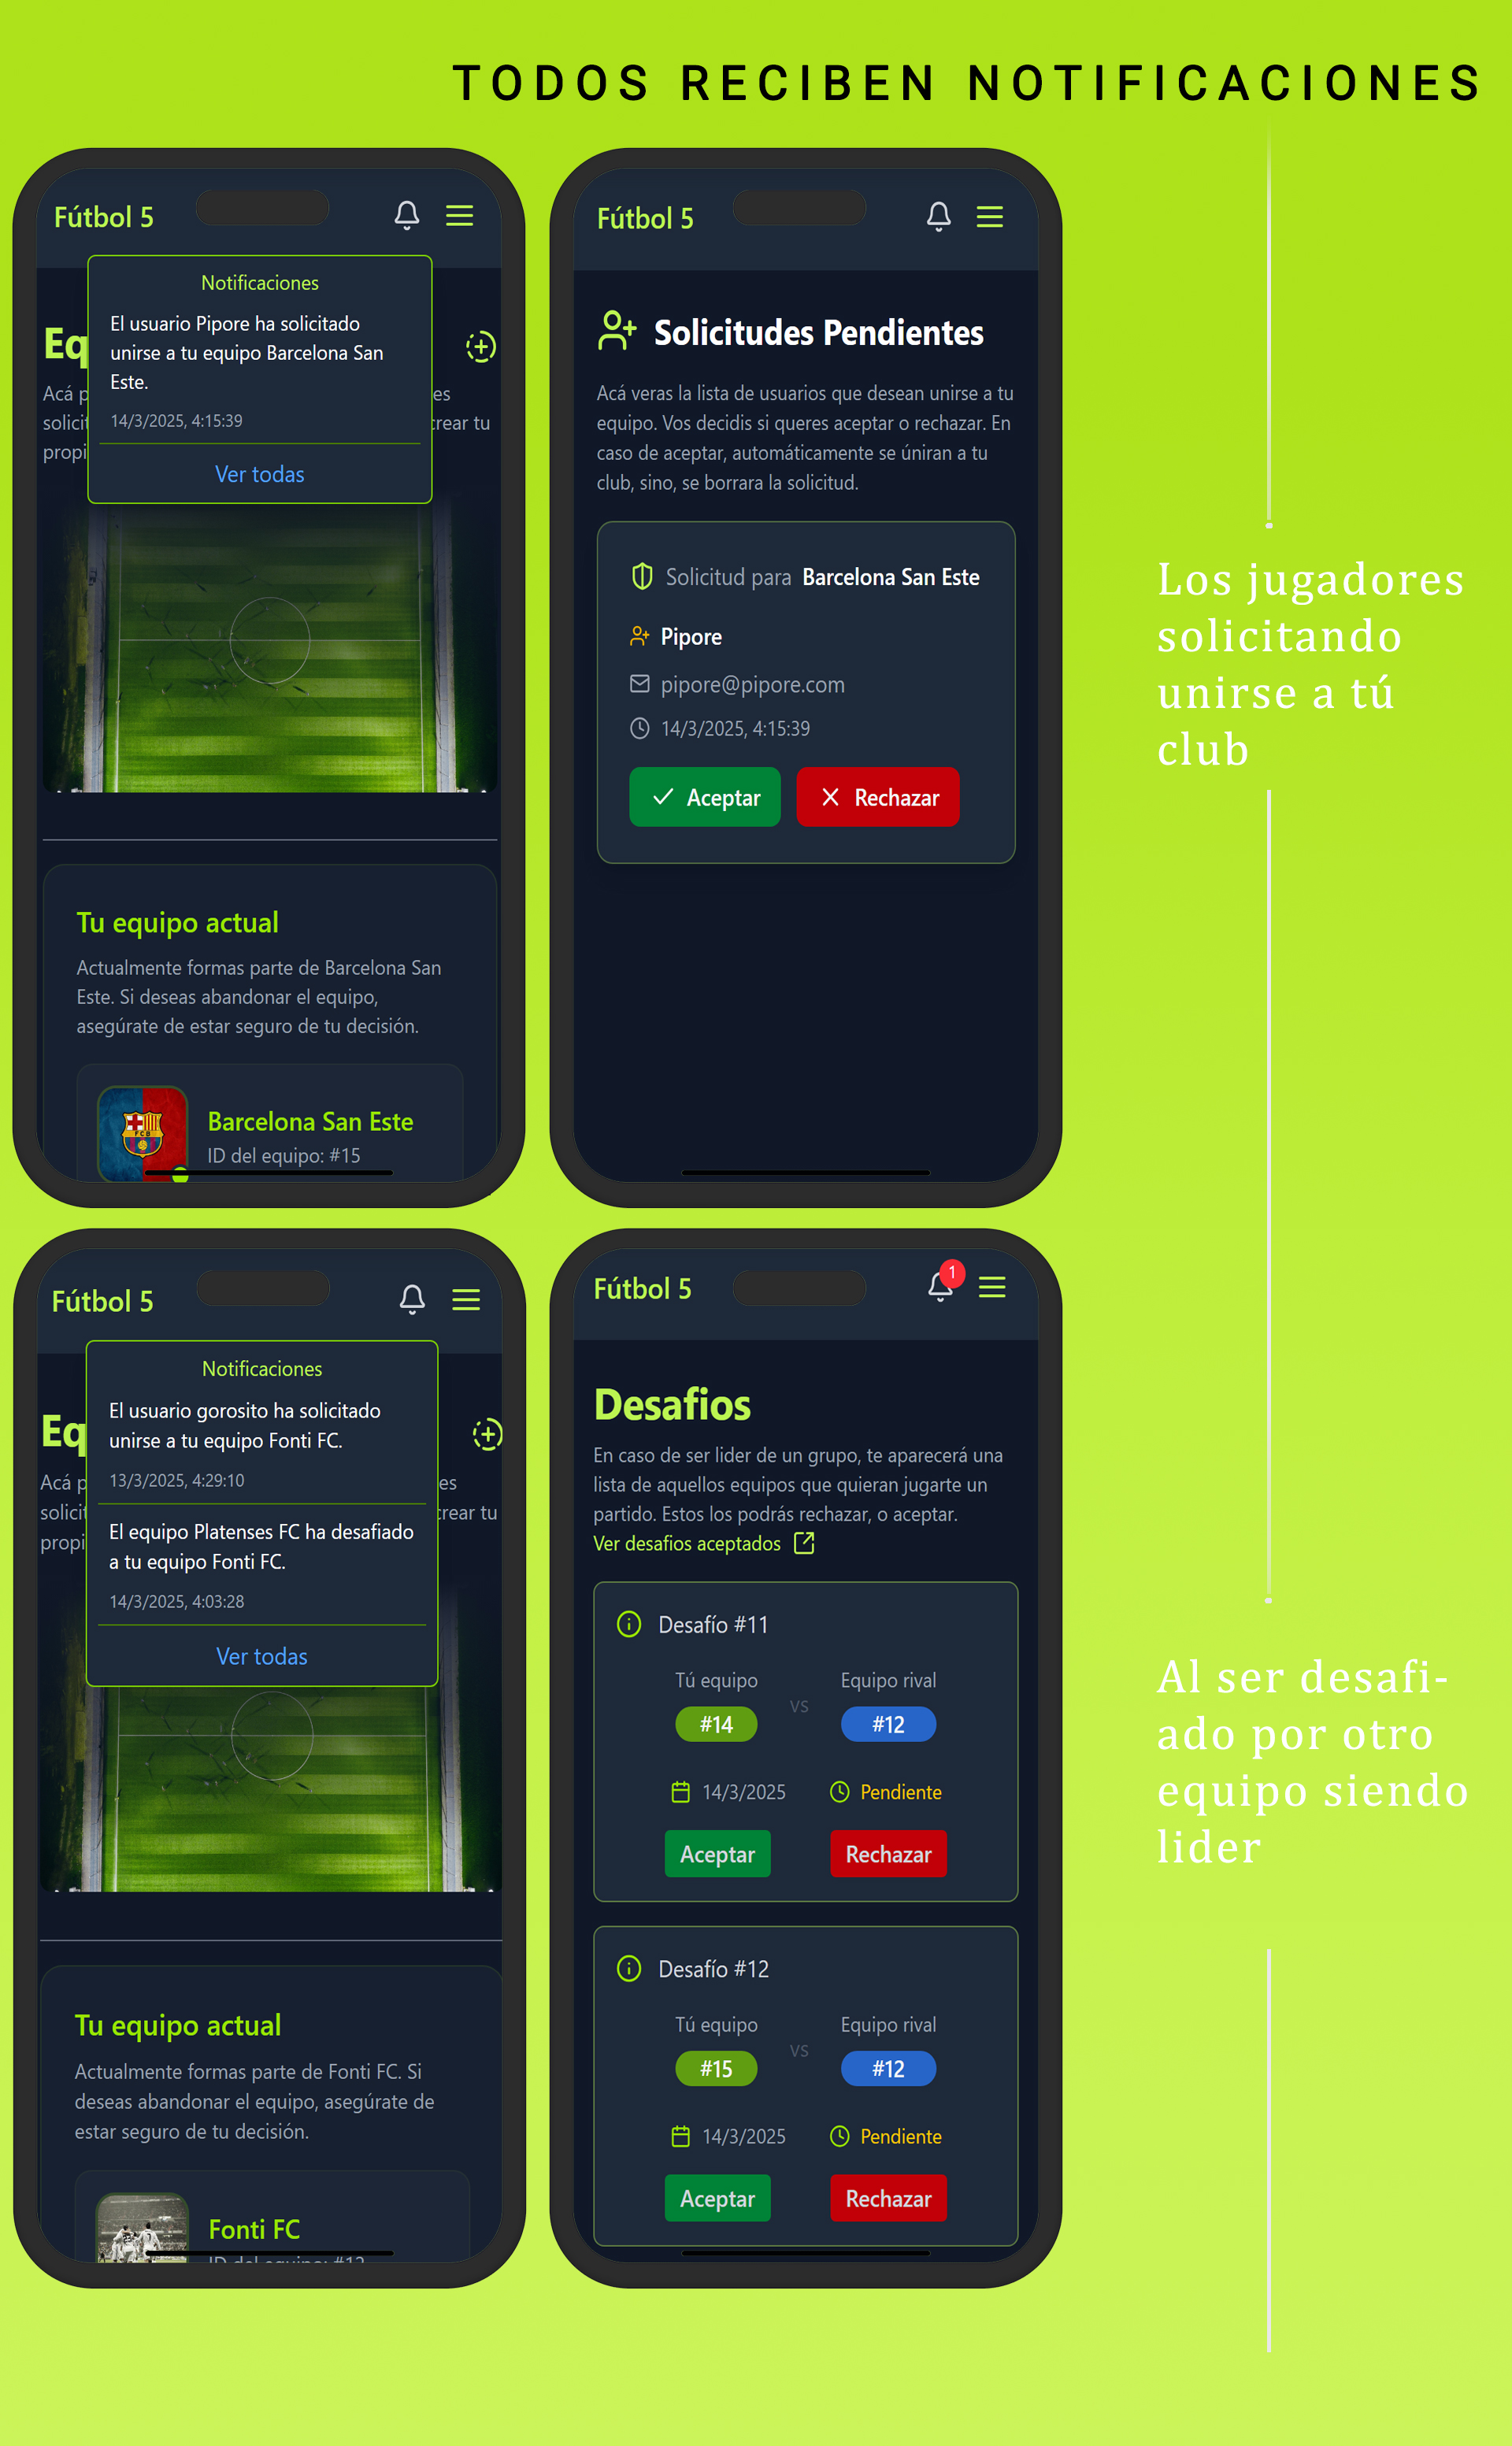 TODOS RECIBEN NOTIFICACIONES
Fútbol 5
Notificaciones
El usuario Pipore ha solicitado
unirse a tu equipo Barcelona San
Este.
14/3/2025, 4:15:39
Ver todas
Eq
Acá p
es
solicit
crear tu
propi
Tu equipo actual
Actualmente formas parte de Barcelona San
Este. Si deseas abandonar el equipo,
asegúrate de estar seguro de tu decisión.
Barcelona San Este
ID del equipo: #15
Fútbol 5
Solicitudes Pendientes
Acá veras la lista de usuarios que desean unirse a tu
equipo. Vos decidis si queres aceptar o rechazar. En
caso de aceptar, automáticamente se úniran a tu
club, sino, se borrara la solicitud.
Solicitud para Barcelona San Este
Pipore
pipore@pipore.com
14/3/2025, 4:15:39
Aceptar Rechazar
Los jugadores
solicitando
unirse a tú
club
Fútbol 5
Notificaciones
El usuario gorosito ha solicitado
unirse a tu equipo Fonti FC.
13/3/2025, 4:29:10
El equipo Platenses FC ha desafiado
a tu equipo Fonti FC.
14/3/2025, 4:03:28
Ver todas
Eq
Acá p
es
solicit
crear tu
propi
Tu equipo actual
Actualmente formas parte de Fonti FC. Si
deseas abandonar el equipo, asegúrate de
estar seguro de tu decisión.
Fonti FC
ID del equipo: #12
Fútbol 5
1
Desafios
En caso de ser lider de un grupo, te aparecerá una
lista de aquellos equipos que quieran jugarte un
partido. Estos los podrás rechazar, o aceptar.
Ver desafios aceptados
Desafío #11
Tú equipo VS Equipo rival
#14 #12
14/3/2025 Pendiente
Aceptar Rechazar
Desafío #12
Tú equipo VS Equipo rival
#15 #12
14/3/2025 Pendiente
Aceptar Rechazar
Al ser desafi-
ado por otro
equipo siendo
lider